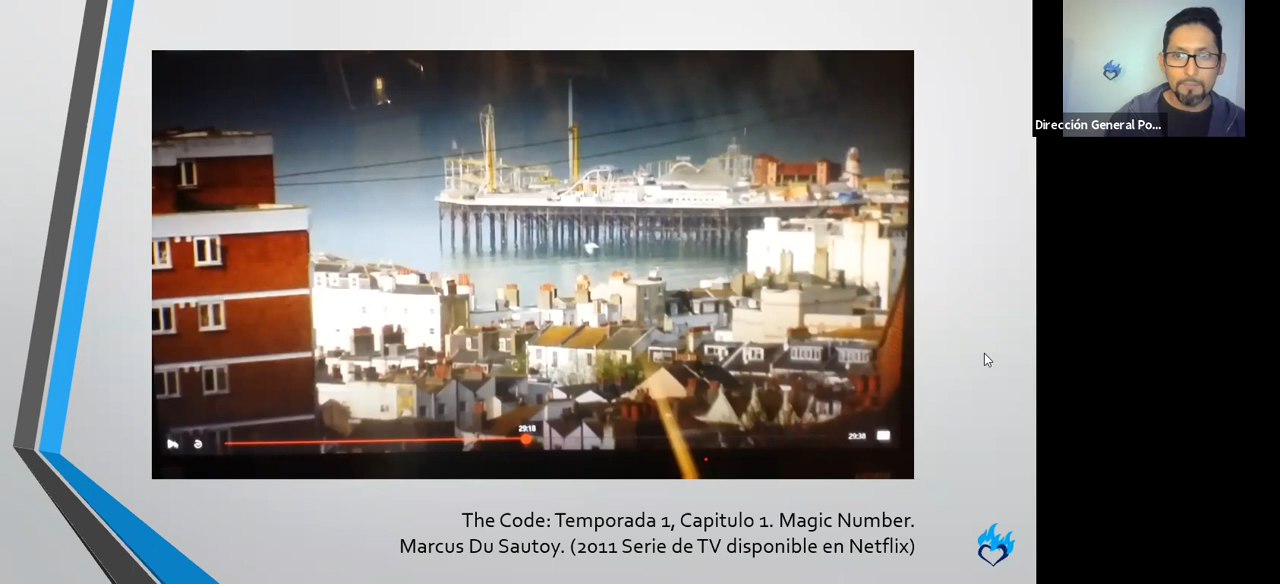 Dirección General Po...
29:18
29:38
The Code: Temporada 1, Capitulo 1. Magic Number.
Marcus Du Sautoy. (2011 Serie de TV disponible en Netflix)